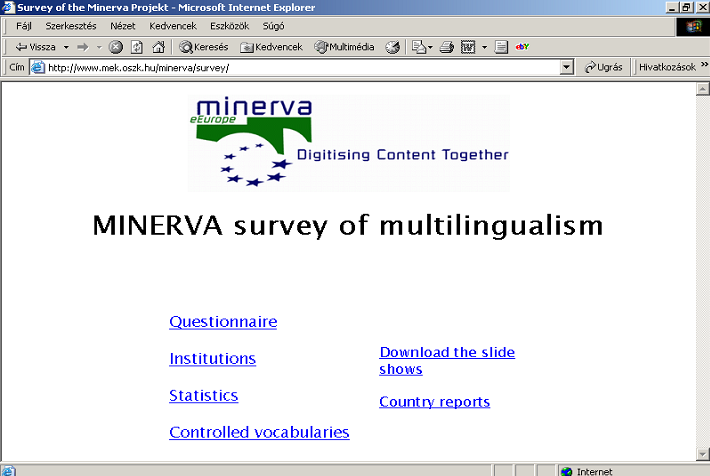 Survey of the Minerva Projekt - Microsoft Internet Explorer
Fájl Szerkesztés Nézet Kedvencek Eszközök Súgó
Vissza Keresés Kedvencek Multimédia
Cím http://www.mek.oszk.hu/minerva/survey/ Ugrás Hivatkozások
minerva
eEurope
Digitising Content Together
MINERVA survey of multilingualism
Questionnaire
Institutions
Statistics
Controlled vocabularies
Download the slide
shows
Country reports
Internet